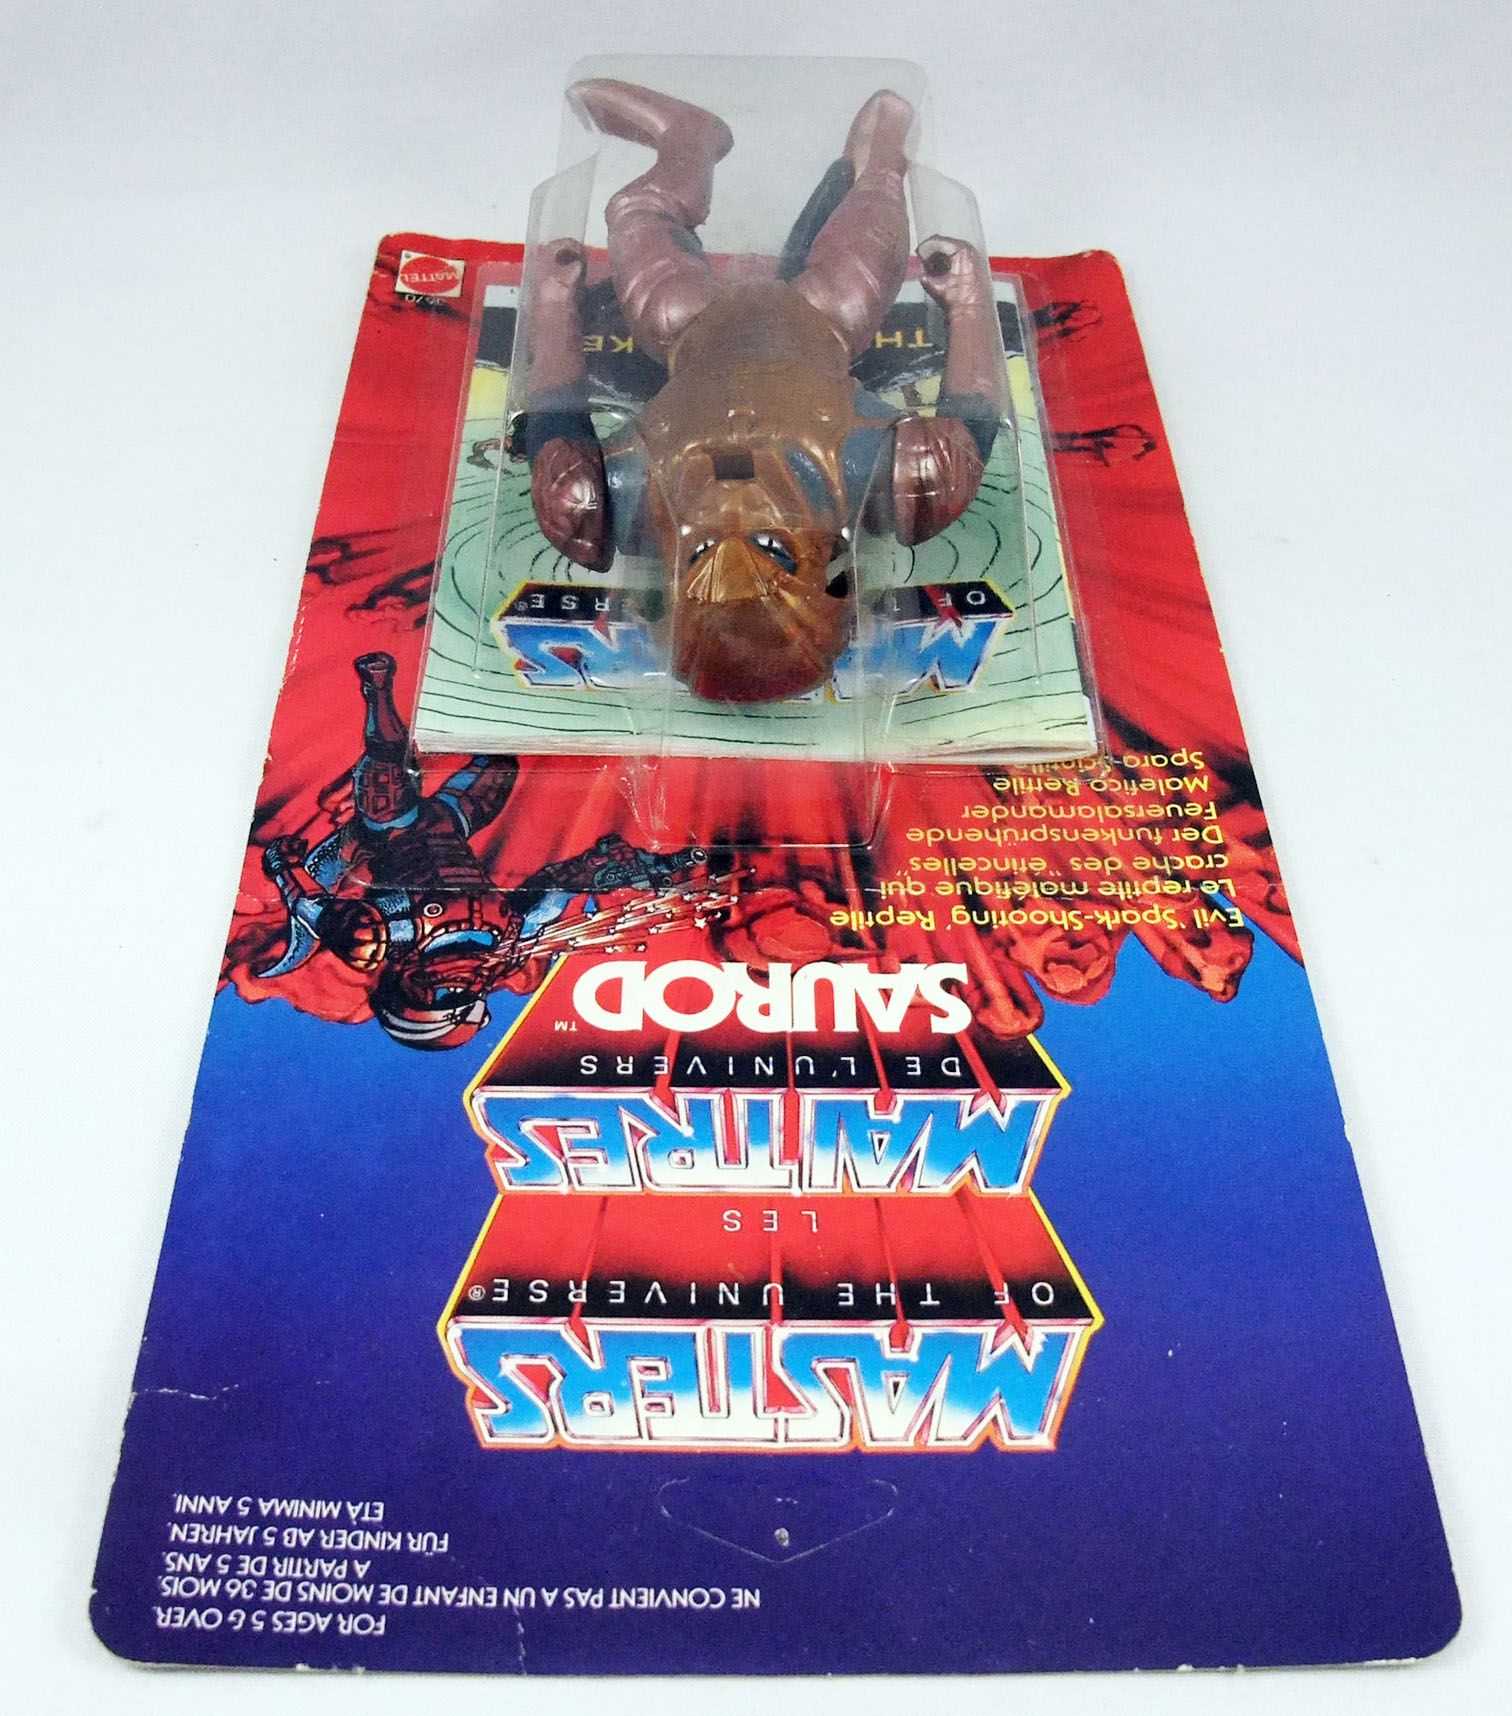 FOR AGES 5 & OVER.
NE CONVIENT PAS A UN ENFANT DE MOINS DE 36 MOIS.
A PARTIR DE 5 ANS.
FÜR KINDER AB 5 JAHREN.
ETÀ MINIMA 5 ANNI.
MASTERS
OF THE UNIVERSE®
LES
MAITRES
DE L'UNIVERS
SAUROD™
Evil 'Spark-Shooting' Reptile
Le reptile maléfique qui
crache des "étincelles"
Der funkensprühende
Feuersalamander
Malefico Rettile
OF
MATTEL